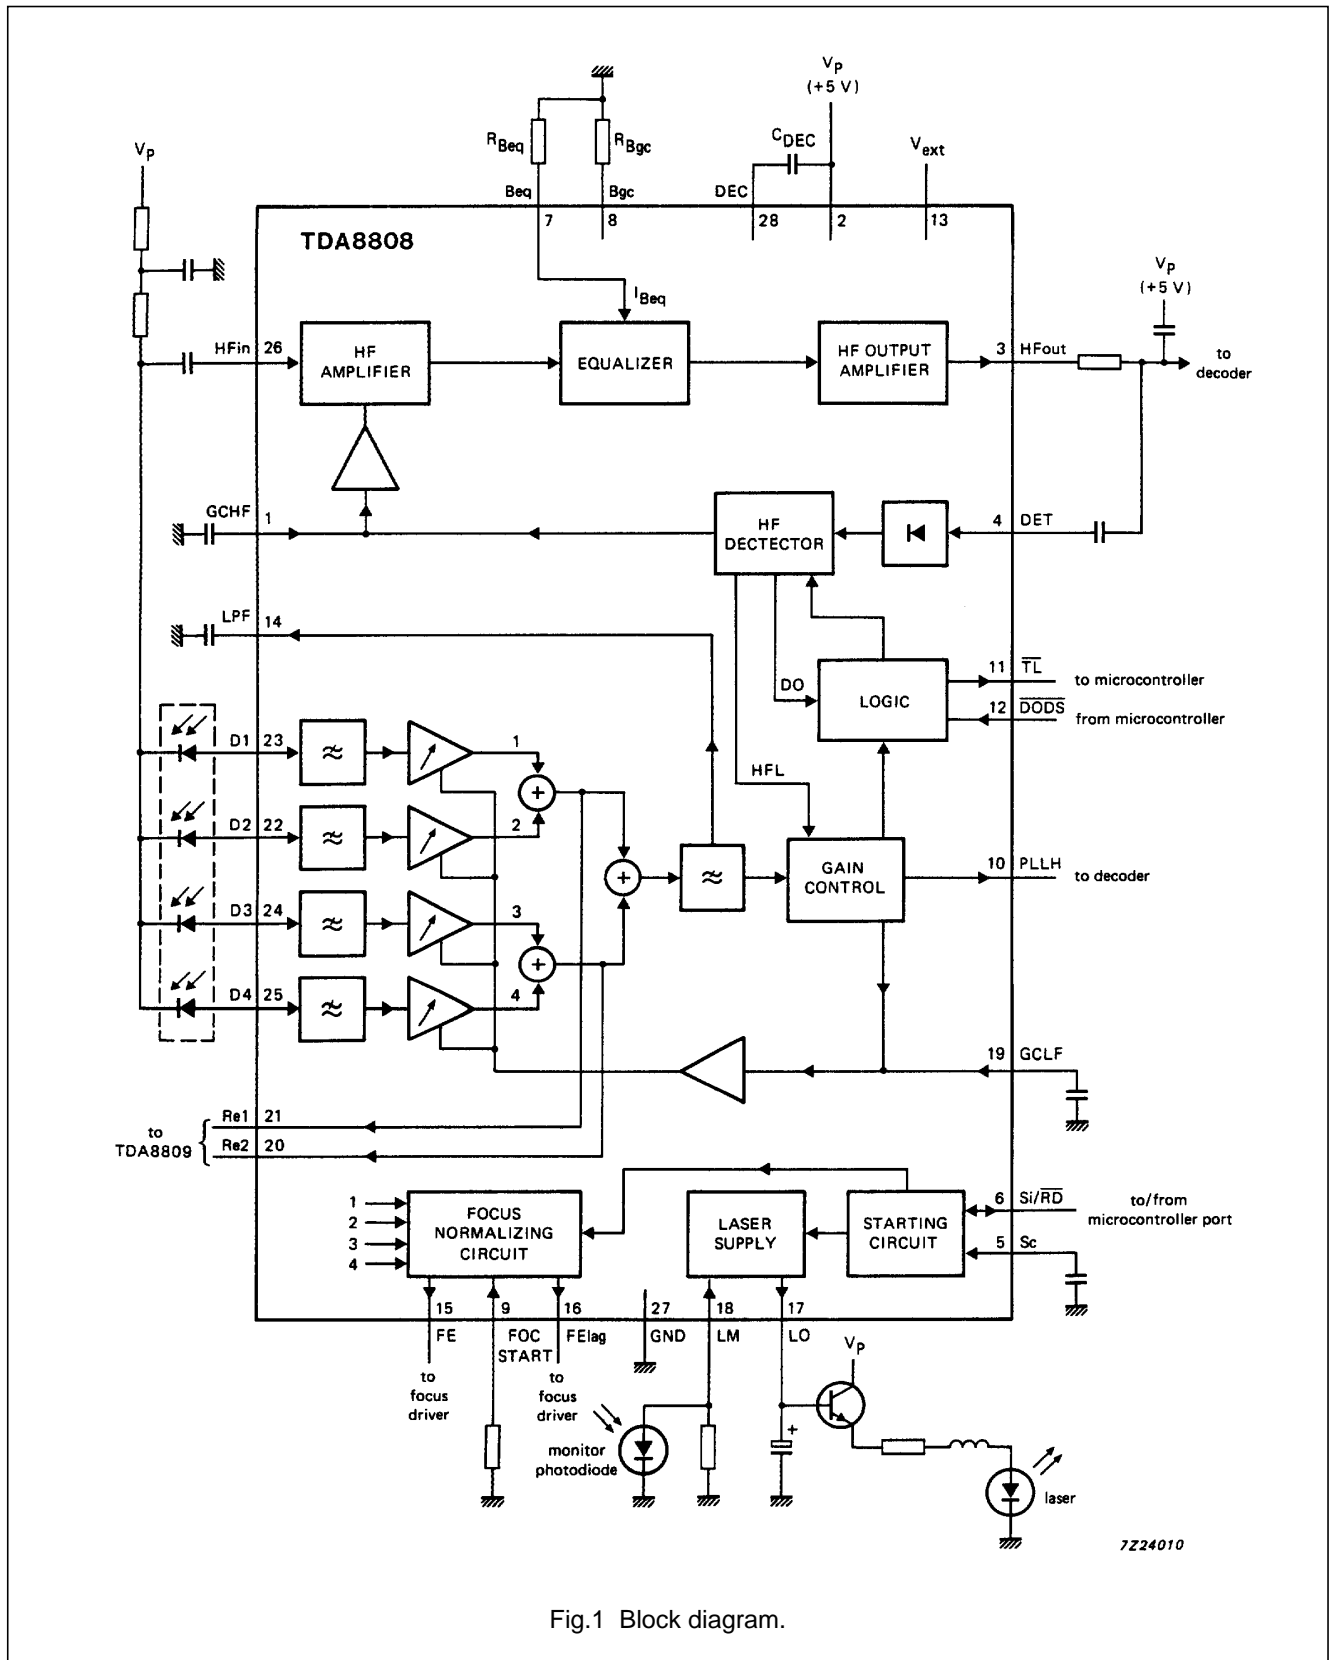 Vp
(+5 V)
CDEC
Vext
RBeq
RBgc
Vp
Beq
Bgc
DEC
7
8
28
2
13
TDA8808
IBeq
Vp
(+5 V)
HFin
26
HF
AMPLIFIER
EQUALIZER
HF OUTPUT
AMPLIFIER
3
HFout
to
decoder
GCHF
1
HF
DECTECTOR
4
DET
LPF
14
DO
LOGIC
11
TL
to microcontroller
12
DODS
from microcontroller
D1
23
≈
1
+
HFL
D2
22
≈
2
+
≈
GAIN
CONTROL
10
PLLH
to decoder
D3
24
≈
3
+
D4
25
≈
4
19
GCLF
Re1
21
to
TDA8809
Re2
20
1
2
3
4
FOCUS
NORMALIZING
CIRCUIT
LASER
SUPPLY
STARTING
CIRCUIT
6
Si/RD
to/from
microcontroller port
5
Sc
15
9
16
27
18
17
FE
FOC
START
FElag
GND
LM
LO
Vp
to
focus
driver
to
focus
driver
monitor
photodiode
+
laser
7Z24010
Fig.1 Block diagram.